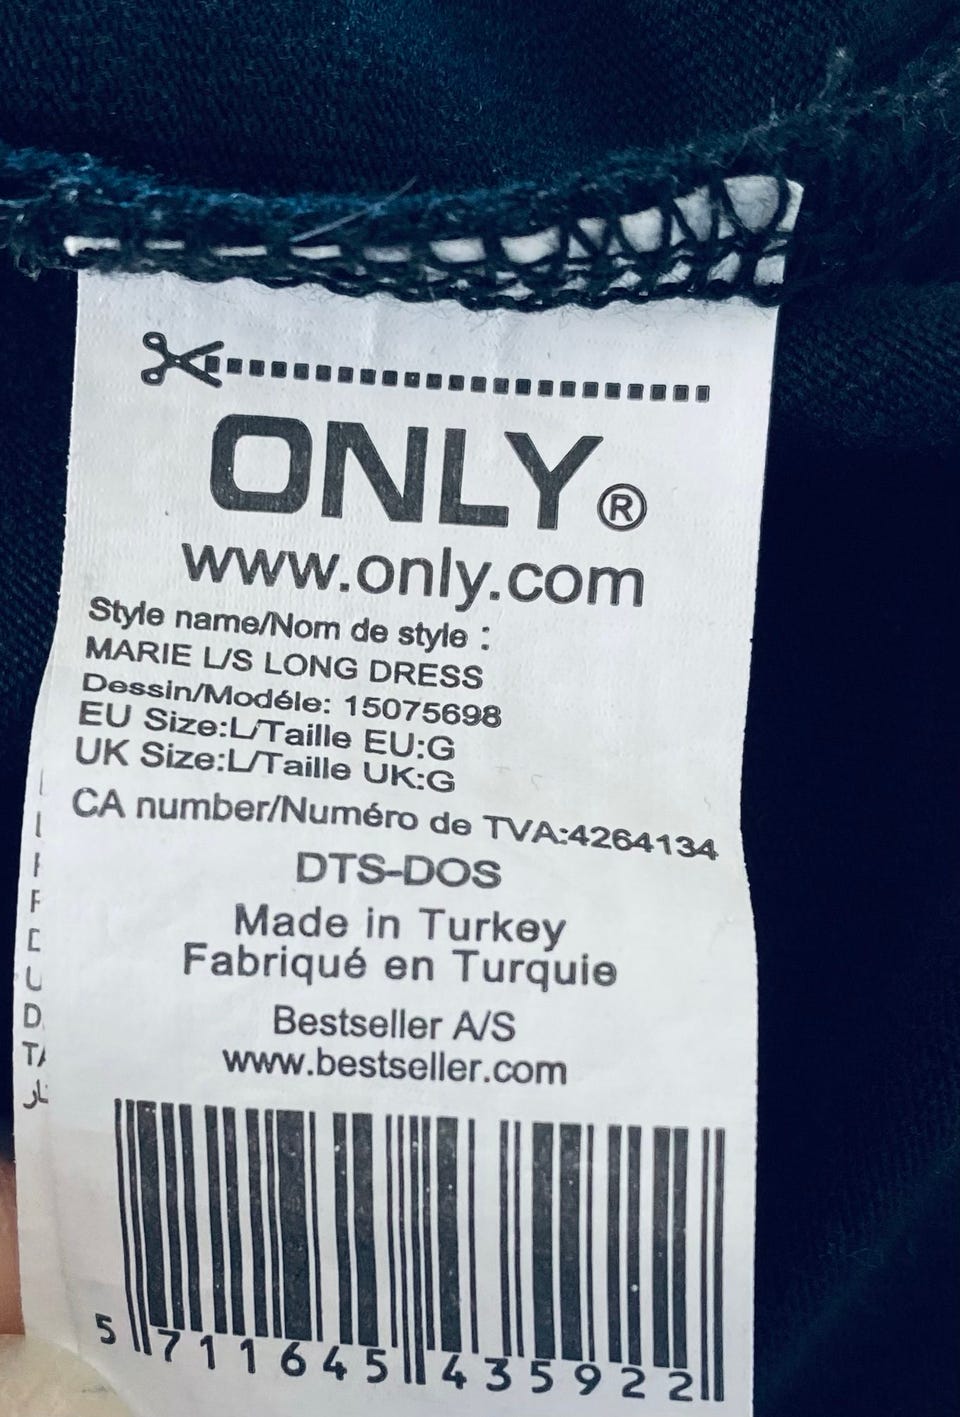 ONLY®
www.only.com
Style name/Nom de style :
MARIE L/S LONG DRESS
Dessin/Modéle: 15075698
EU Size:L/Taille EU:G
UK Size:L/Taille UK:G
CA number/Numéro de TVA:4264134
DTS-DOS
Made in Turkey
Fabriqué en Turquie
Bestseller A/S
www.bestseller.com
5 711645 435922